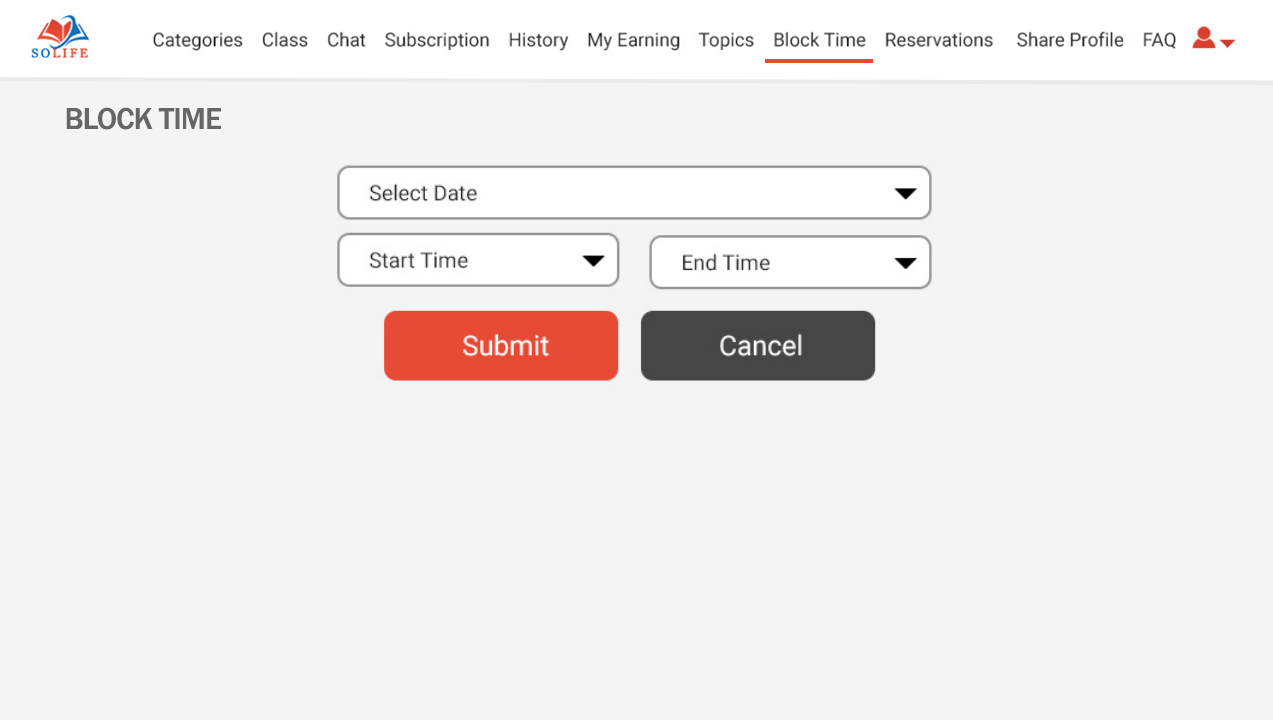 SOLIFE
Categories Class Chat Subscription History My Earning Topics Block Time Reservations Share Profile FAQ
BLOCK TIME
Select Date
Start Time End Time
Submit Cancel